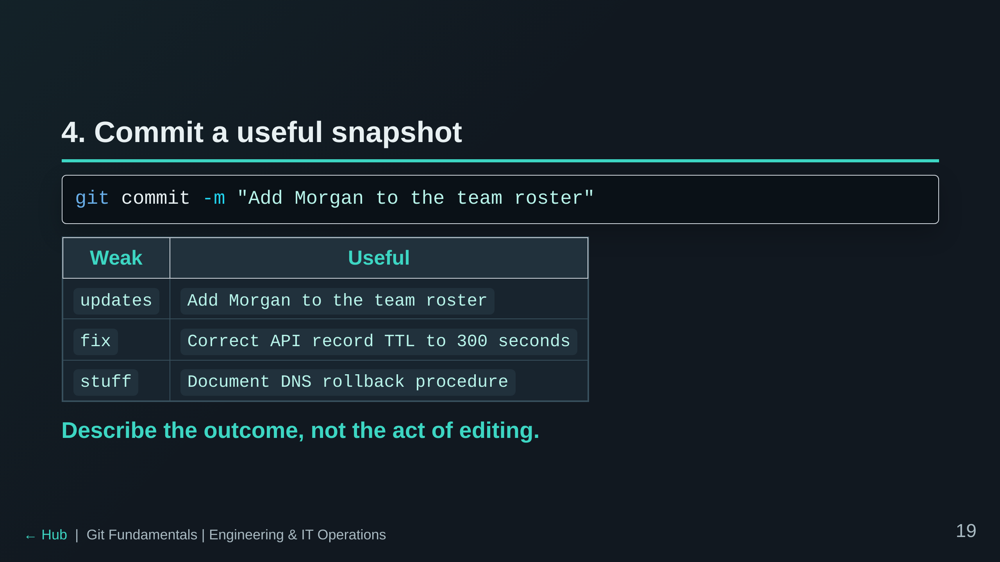 4. Commit a useful snapshot
git commit -m "Add Morgan to the team roster"
Weak Useful
updates Add Morgan to the team roster
fix Correct API record TTL to 300 seconds
stuff Document DNS rollback procedure
Describe the outcome, not the act of editing.
← Hub | Git Fundamentals | Engineering & IT Operations
19